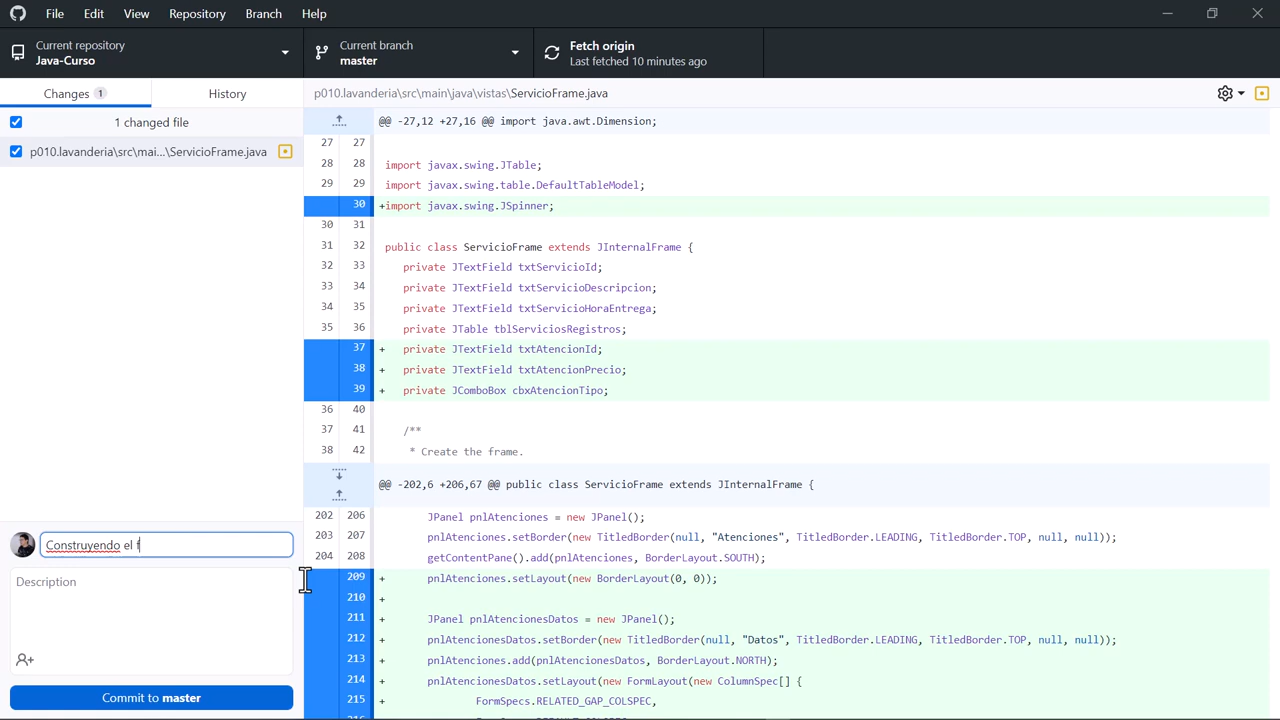 File Edit View Repository Branch Help
Current repository
Java-Curso
Current branch
master
Fetch origin
Last fetched 10 minutes ago
Changes 1
History
p010.lavanderia\src\main\java\vistas\ServicioFrame.java
1 changed file
p010.lavanderia\src\mai...\ServicioFrame.java
@@ -27,12 +27,16 @@ import java.awt.Dimension;
27 27
28 28 import javax.swing.JTable;
29 29 import javax.swing.table.DefaultTableModel;
30 +import javax.swing.JSpinner;
30 31
31 32 public class ServicioFrame extends JInternalFrame {
32 33 private JTextField txtServicioId;
33 34 private JTextField txtServicioDescripcion;
34 35 private JTextField txtServicioHoraEntrega;
35 36 private JTable tblServiciosRegistros;
37 + private JTextField txtAtencionId;
38 + private JTextField txtAtencionPrecio;
39 + private JComboBox cbxAtencionTipo;
36 40
37 41 /**
38 42 * Create the frame.
@@ -202,6 +206,67 @@ public class ServicioFrame extends JInternalFrame {
202 206 JPanel pnlAtenciones = new JPanel();
203 207 pnlAtenciones.setBorder(new TitledBorder(null, "Atenciones", TitledBorder.LEADING, TitledBorder.TOP, null, null));
204 208 getContentPane().add(pnlAtenciones, BorderLayout.SOUTH);
209 + pnlAtenciones.setLayout(new BorderLayout(0, 0));
210 +
211 + JPanel pnlAtencionesDatos = new JPanel();
212 + pnlAtencionesDatos.setBorder(new TitledBorder(null, "Datos", TitledBorder.LEADING, TitledBorder.TOP, null, null));
213 + pnlAtenciones.add(pnlAtencionesDatos, BorderLayout.NORTH);
214 + pnlAtencionesDatos.setLayout(new FormLayout(new ColumnSpec[] {
215 + FormSpecs.RELATED_GAP_COLSPEC,
Construyendo el f
Description
Commit to master